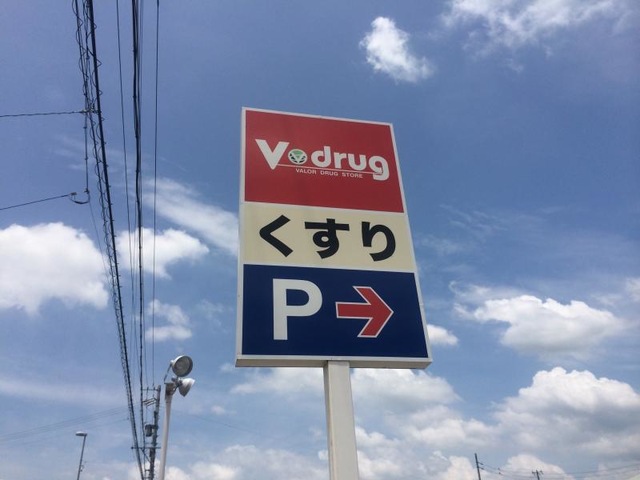 V.drug
VALOR DRUG STORE
くすり
P